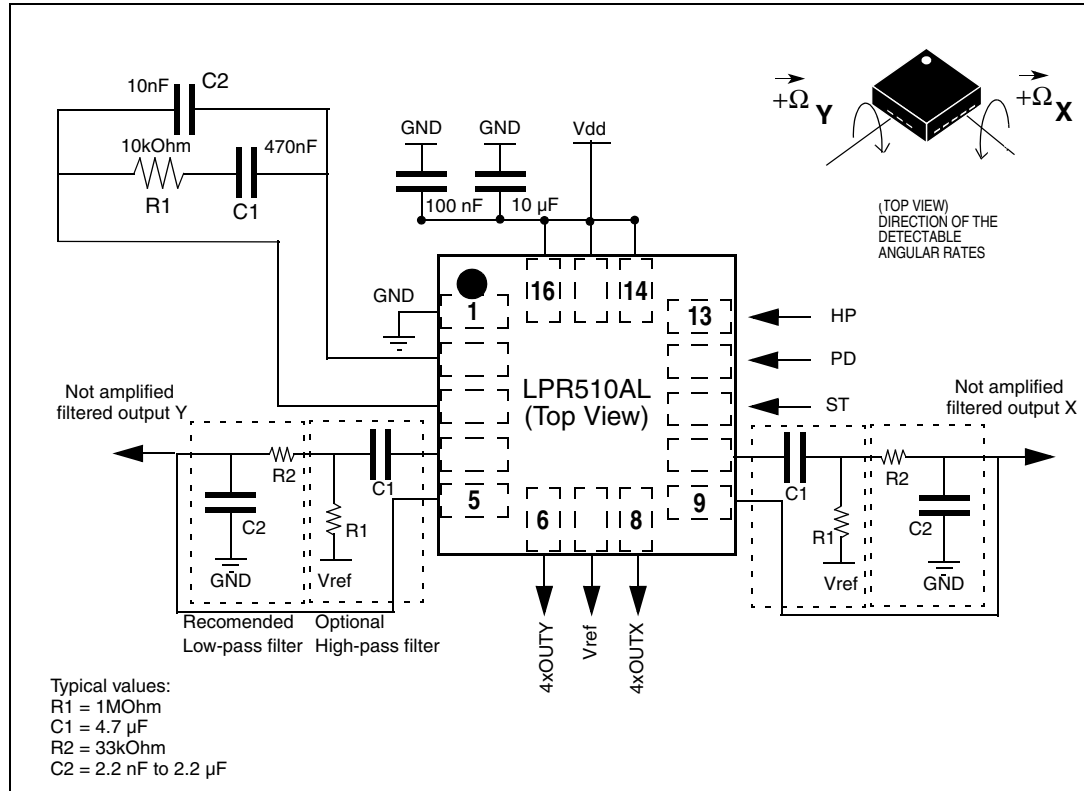 10nF C2
10kOhm 470nF
R1 C1
GND GND Vdd
100 nF 10 µF
+Ω Y
+Ω X
(TOP VIEW)
DIRECTION OF THE
DETECTABLE
ANGULAR RATES
GND
1
16 14
13
HP
PD
ST
LPR510AL
(Top View)
Not amplified
filtered output Y
R2
C1
C2
R1
GND
Vref
Recomended
Low-pass filter
Optional
High-pass filter
5
6 8
9
4xOUTY
Vref
4xOUTX
Not amplified
filtered output X
C1
R2
R1
C2
Vref
GND
Typical values:
R1 = 1MOhm
C1 = 4.7 µF
R2 = 33kOhm
C2 = 2.2 nF to 2.2 µF